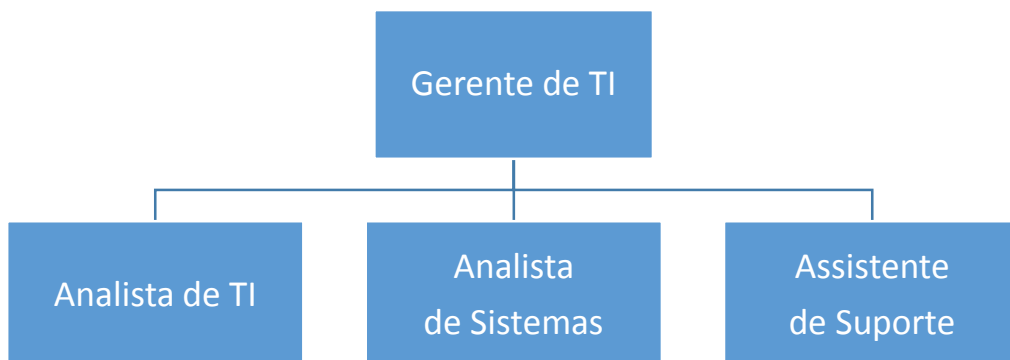 Gerente de TI
Analista de TI
Analista
de Sistemas
Assistente
de Suporte